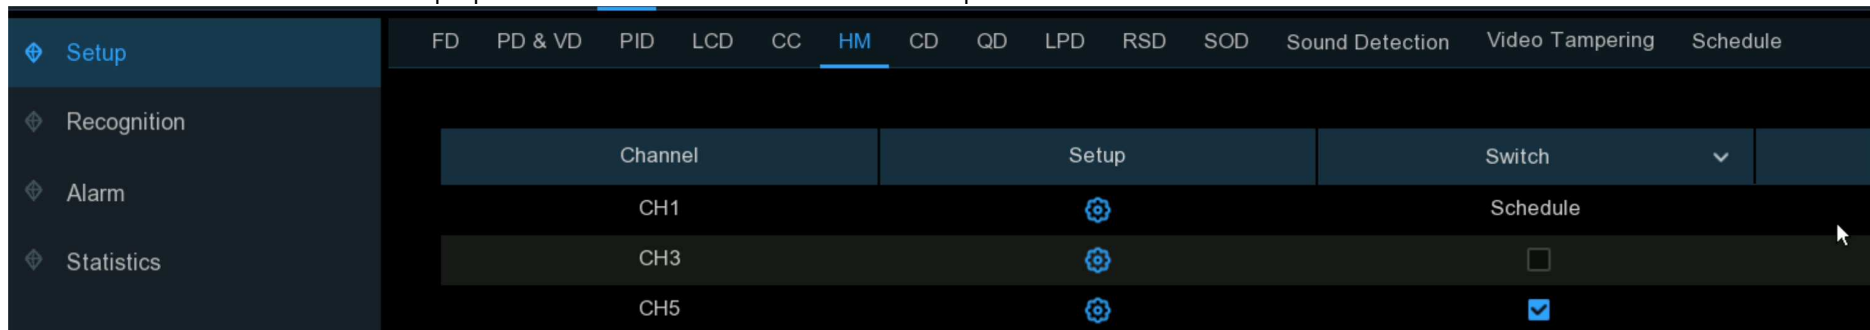 Setup
Recognition
Alarm
Statistics
FD PD & VD PID LCD CC HM CD QD LPD RSD SOD Sound Detection Video Tampering Schedule
Channel Setup Switch
CH1 Schedule
CH3
CH5